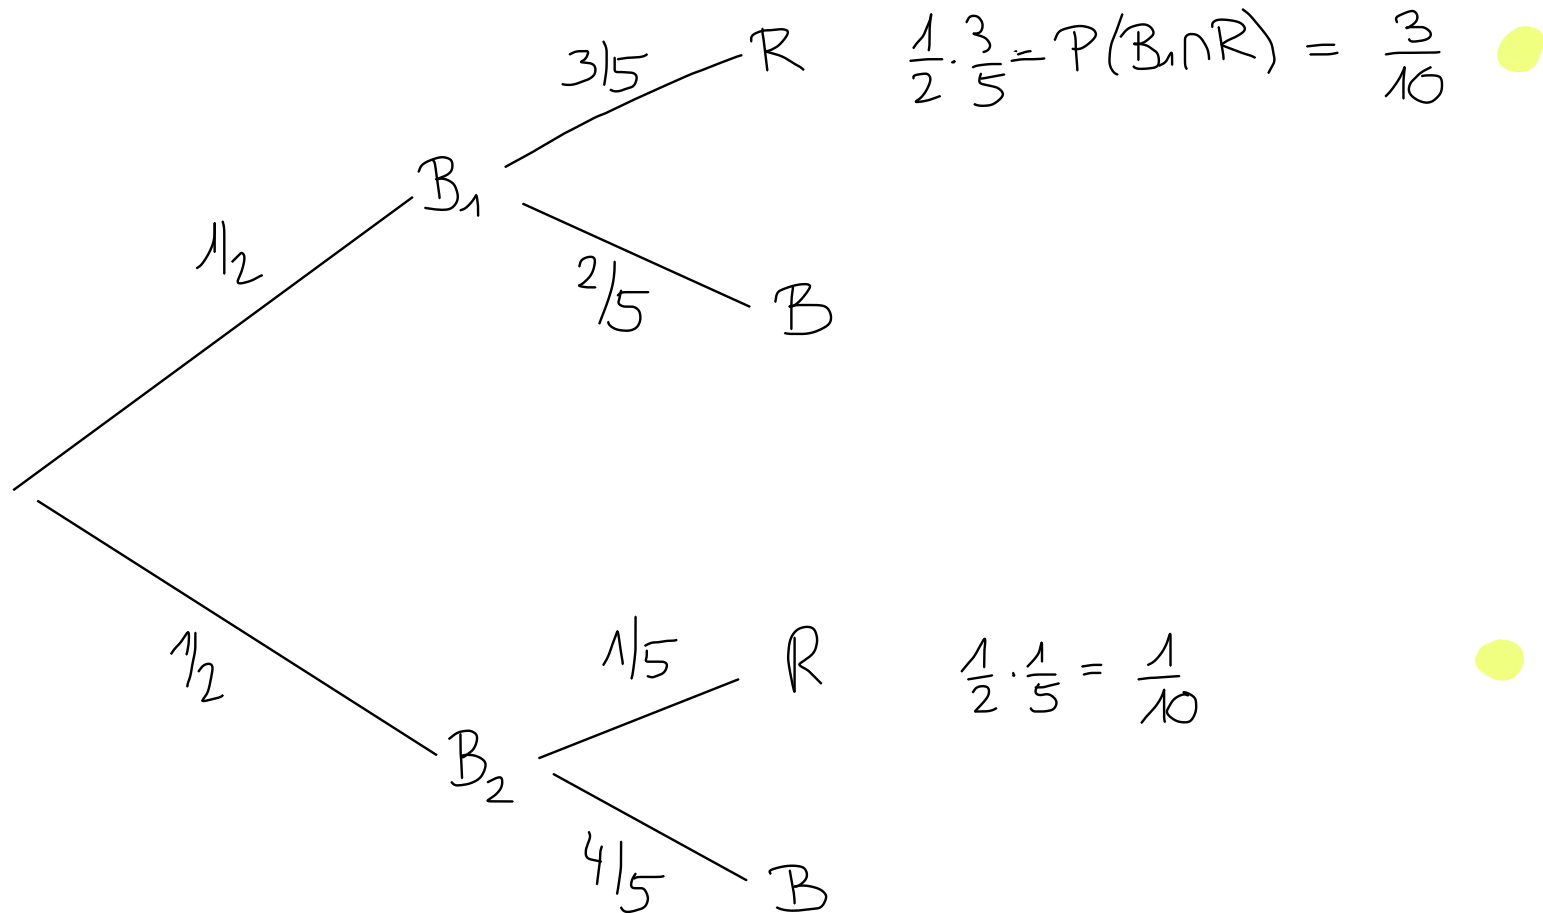 3/5 R 1/2 · 3/5 = P(B₁∩R) = 3/10
B₁
1/2
2/5 B
1/5 R 1/2 · 1/5 = 1/10
1/2
B₂
4/5 B